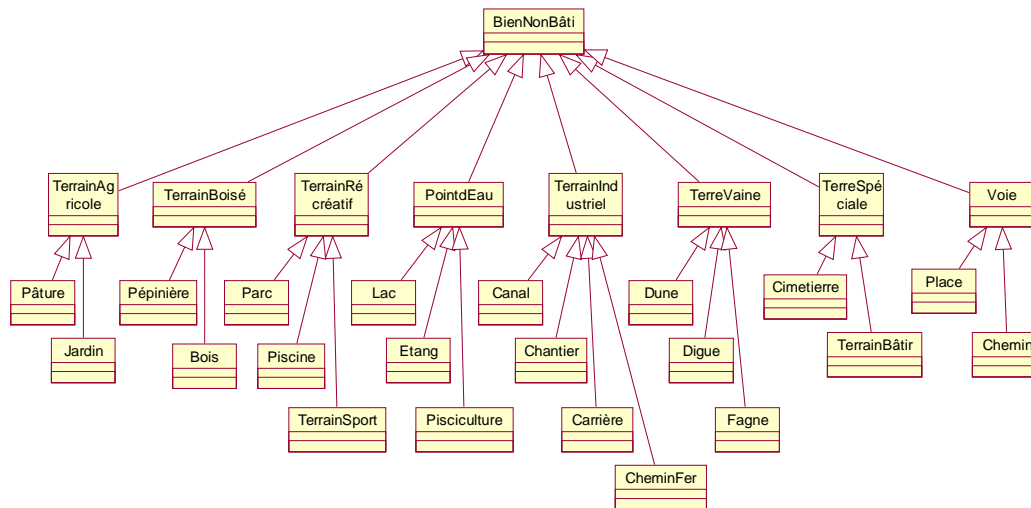 BienNonBâti
TerrainAg
ricole
TerrainBoisé
TerrainRé
créatif
PointdEau
TerrainInd
ustriel
TerreVaine
TerreSpé
ciale
Voie
Pâture
Pépinière
Parc
Lac
Canal
Dune
Cimetierre
Place
Jardin
Bois
Piscine
Etang
Chantier
Digue
TerrainBâtir
Chemin
TerrainSport
Pisciculture
Carrière
Fagne
CheminFer